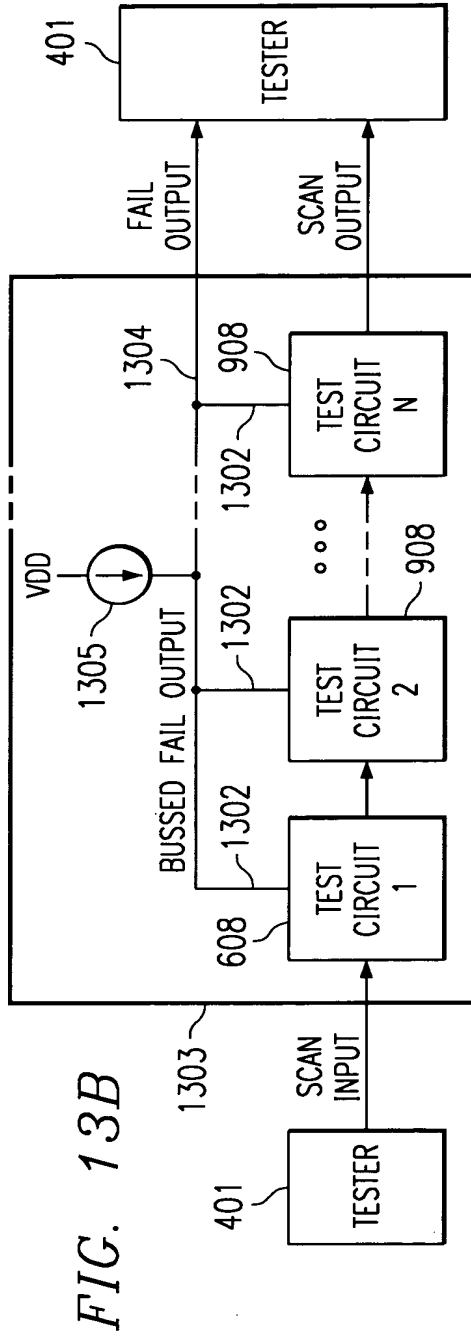 FIG. 13B
401
TESTER
SCAN
INPUT
1303
608
TEST
CIRCUIT
1
1302
BUSSED FAIL OUTPUT
1302
TEST
CIRCUIT
2
908
VDD
1305
1304
1302
908
TEST
CIRCUIT
N
FAIL
OUTPUT
SCAN
OUTPUT
401
TESTER